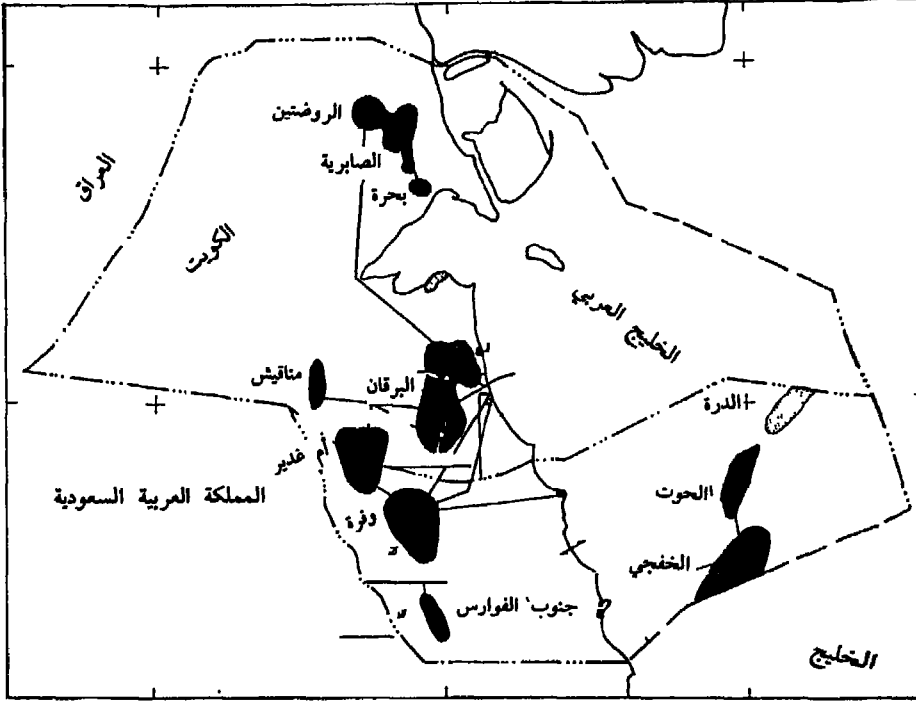 الروضتين
الصابرية
بحرة
العراق
الكويت
الخليج العربي
مناقيش
البرقان
الدرة
أم غدير
المملكة العربية السعودية
وفرة
الحوت
الخفجي
جنوب الفوارس
الخليج